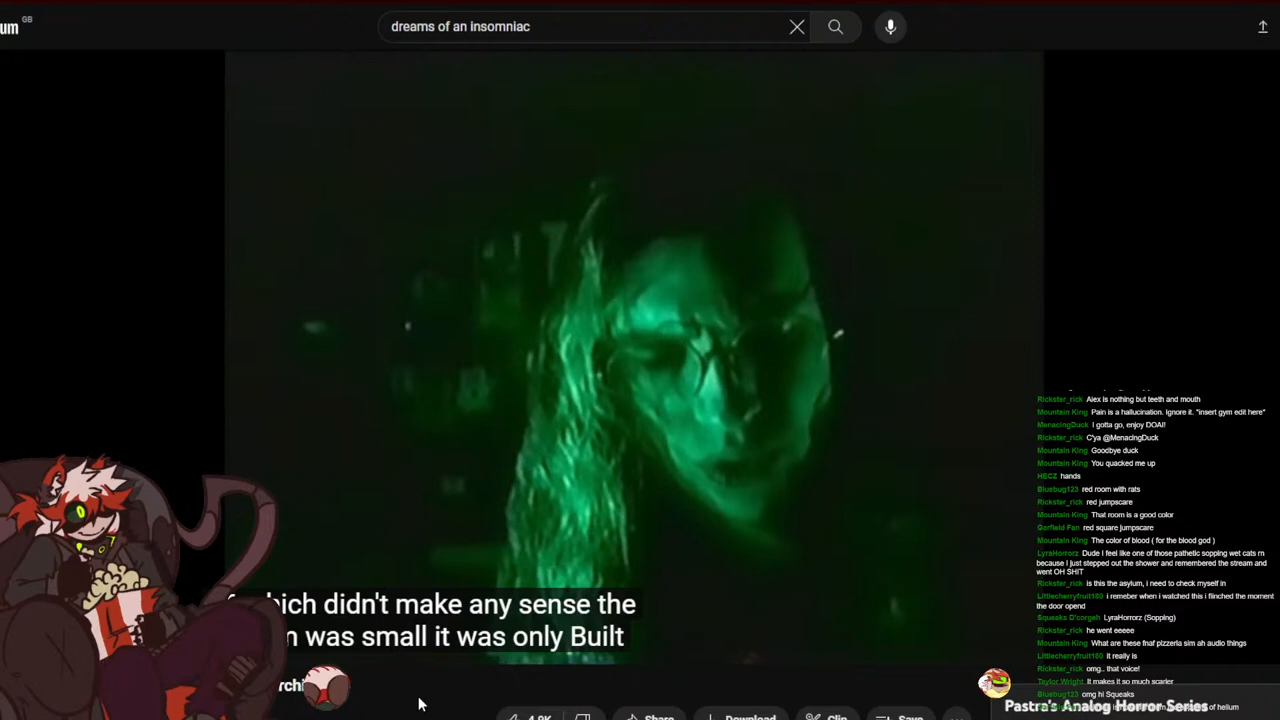 um GB
dreams of an insomniac
Rickster_rick Alex is nothing but teeth and mouth
Mountain King Pain is a hallucination. Ignore it. "insert gym edit here"
MenacingDuck I gotta go, enjoy DOAI!
Rickster_rick C'ya @MenacingDuck
Mountain King Goodbye duck
Mountain King You quacked me up
HECZ hands
Bluebug123 red room with rats
Rickster_rick red jumpscare
Mountain King That room is a good color
Garfield Fan red square jumpscare
Mountain King The color of blood ( for the blood god )
LyraHorrorz Dude I feel like one of those pathetic sopping wet cats rn
because I just stepped out the shower and remembered the stream and
went OH SHIT
Rickster_rick is this the asylum, i need to check myself in
Littlecherryfruit180 i remeber when i watched this i flinched the moment
the door opend
Squeaks D'corgeh LyraHorrorz (Sopping)
Rickster_rick he went eeeee
Mountain King What are these fnaf pizzeria sim ah audio things
Littlecherryfruit180 it really is
Rickster_rick omg.. that voice!
Taylor Wright It makes it so much scarier
Bluebug123 omg hi Squeaks
of helium
which didn't make any sense the
was small it was only Built
rchi
4.9K Share Download Clip Save
Pastra's Analog Horror Series